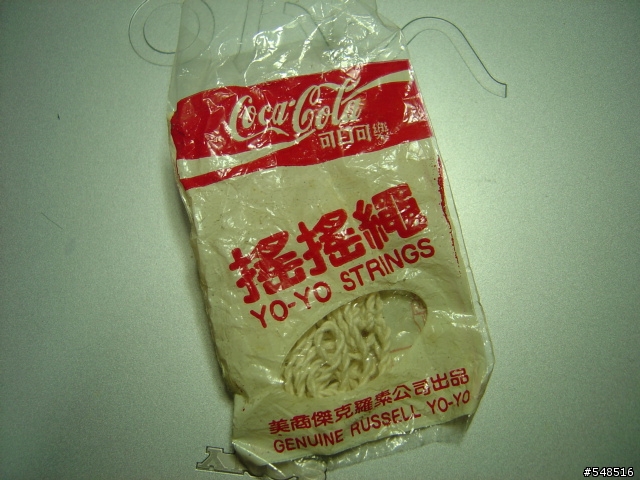 Coca-Cola
可口可樂
搖搖繩
YO-YO STRINGS
美商傑克羅素公司出品
GENUINE RUSSELL YO-YO
#548516